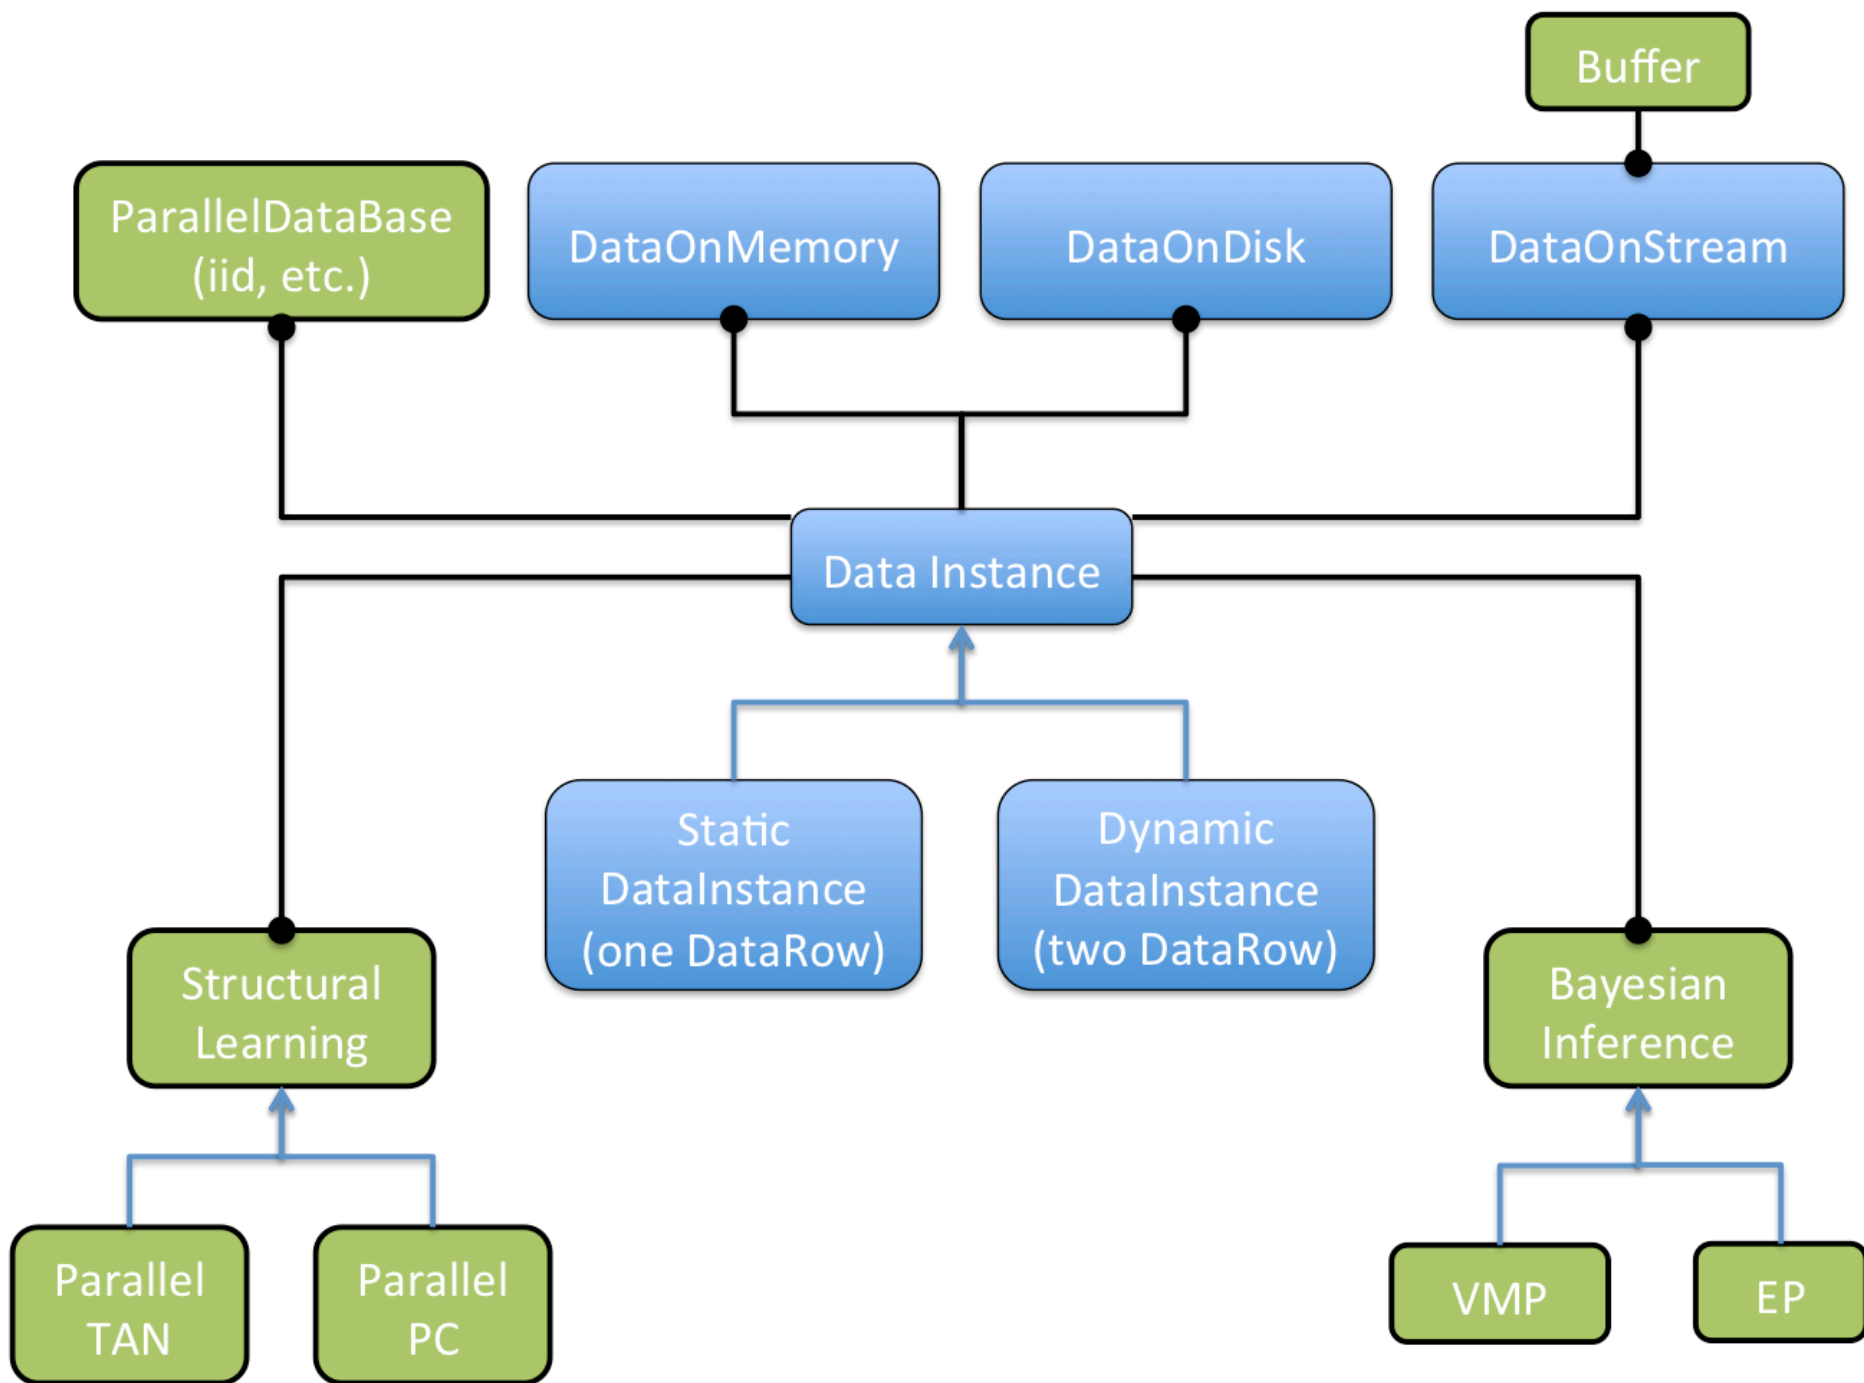 Buffer
ParallelDataBase
(iid, etc.)
DataOnMemory
DataOnDisk
DataOnStream
Data Instance
Static
DataInstance
(one DataRow)
Dynamic
DataInstance
(two DataRow)
Structural
Learning
Bayesian
Inference
Parallel
TAN
Parallel
PC
VMP
EP